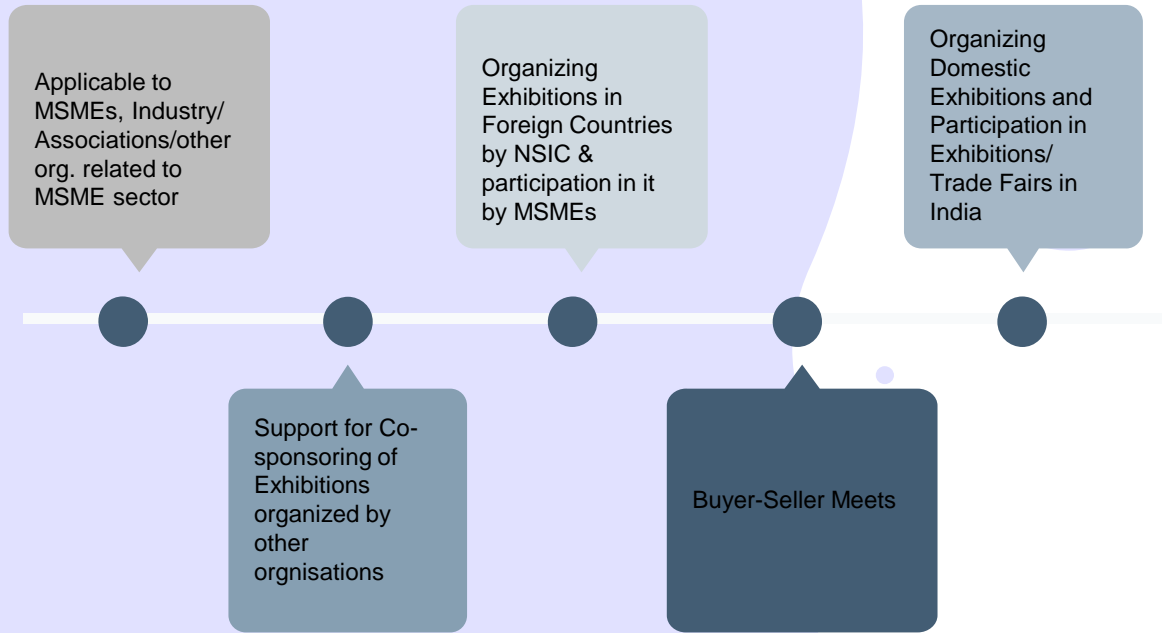 Applicable to
MSMEs, Industry/
Associations/other
org. related to
MSME sector
Support for Co-
sponsoring of
Exhibitions
organized by
other
orgnisations
Organizing
Exhibitions in
Foreign Countries
by NSIC &
participation in it
by MSMEs
Buyer-Seller Meets
Organizing
Domestic
Exhibitions and
Participation in
Exhibitions/
Trade Fairs in
India